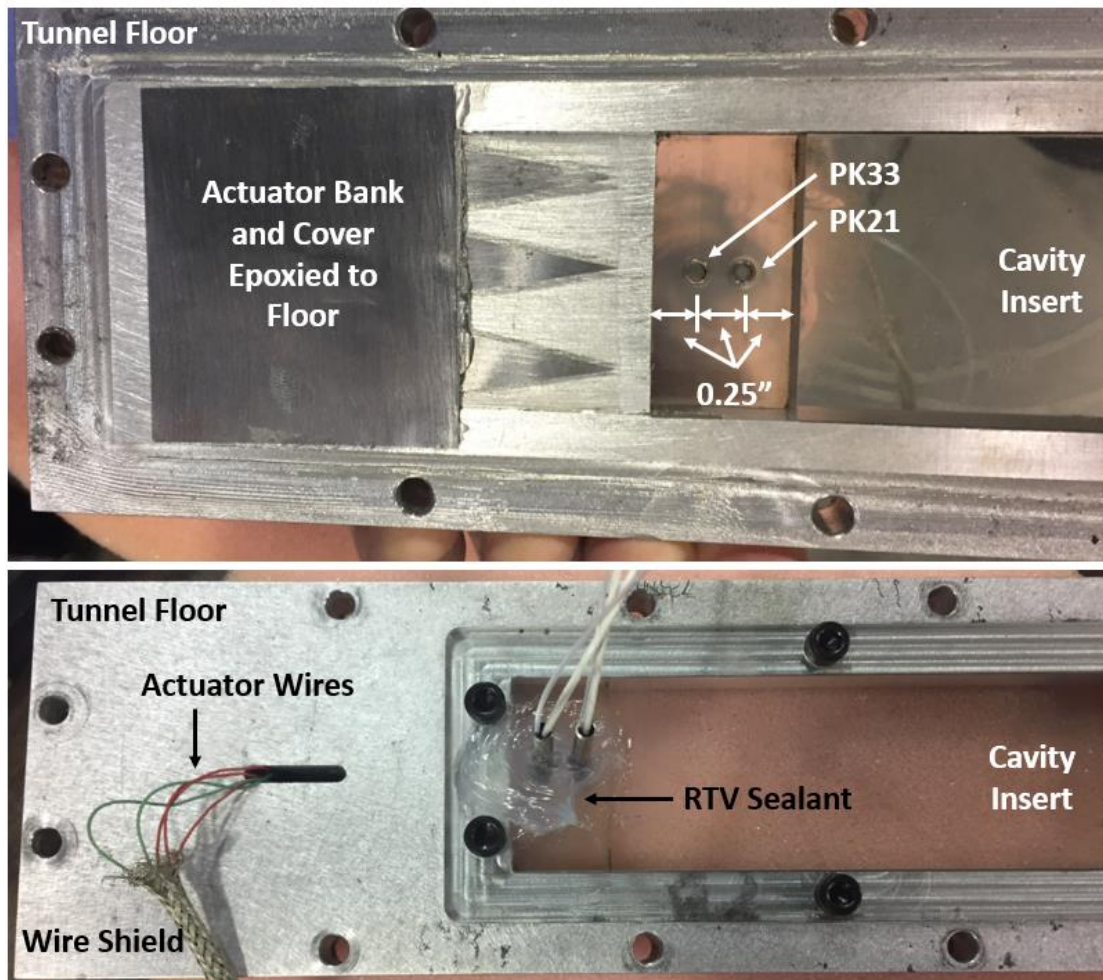 Tunnel Floor
Actuator Bank
and Cover
Epoxied to
Floor
PK33
PK21
Cavity
Insert
0.25”
Tunnel Floor
Actuator Wires
Cavity
Insert
RTV Sealant
Wire Shield